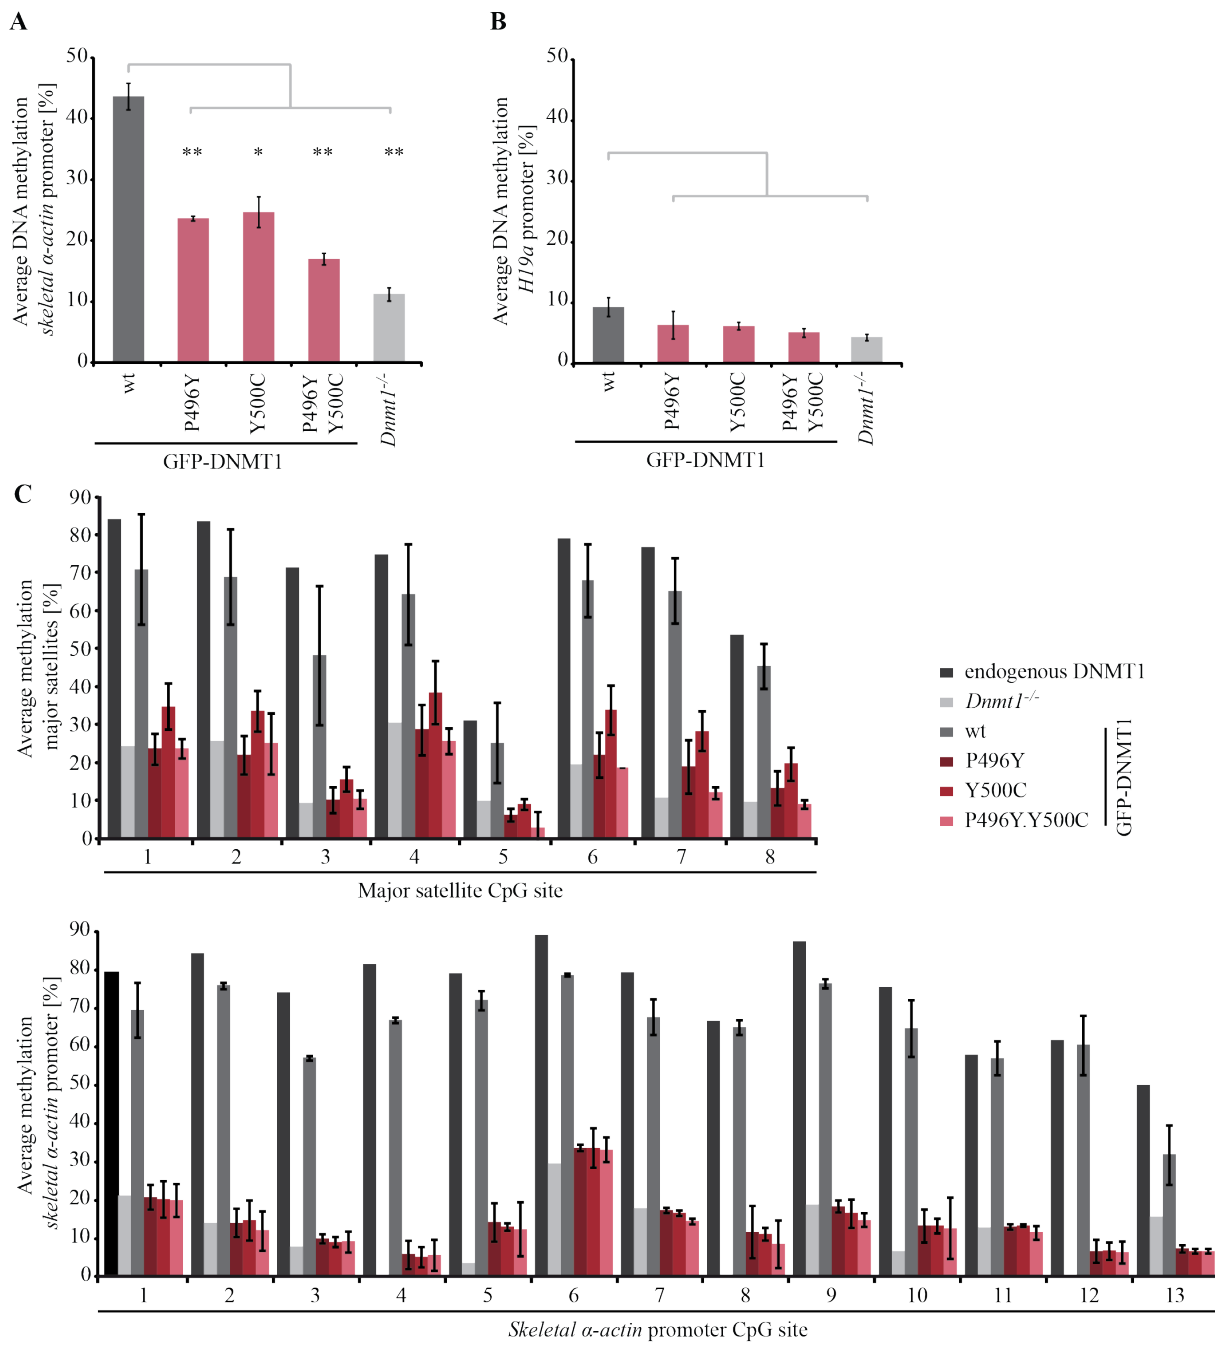 A
Average DNA methylation
skeletal α-actin promoter [%]
50
40
30
20
10
0
** * ** **
wt
P496Y
Y500C
P496Y
Y500C
Dnmt1-/-
GFP-DNMT1
B
Average DNA methylation
H19a promoter [%]
50
40
30
20
10
0
wt
P496Y
Y500C
P496Y
Y500C
Dnmt1-/-
GFP-DNMT1
C
Average methylation
major satellites [%]
90
80
70
60
50
40
30
20
10
0
1 2 3 4 5 6 7 8
Major satellite CpG site
endogenous DNMT1
Dnmt1-/-
wt
P496Y
Y500C
P496Y.Y500C
GFP-DNMT1
Average methylation
skeletal α-actin promoter [%]
90
80
70
60
50
40
30
20
10
0
1 2 3 4 5 6 7 8 9 10 11 12 13
Skeletal α-actin promoter CpG site